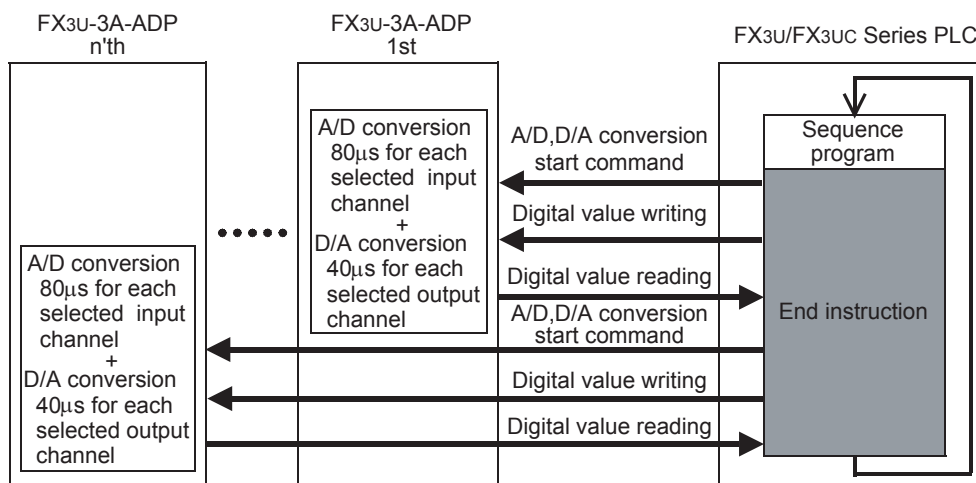 FX3U-3A-ADP
n'th
FX3U-3A-ADP
1st
FX3U/FX3UC Series PLC
A/D conversion
80μs for each
selected input
channel
+
D/A conversion
40μs for each
selected output
channel
A/D conversion
80μs for each
selected input
channel
+
D/A conversion
40μs for each
selected output
channel
A/D,D/A conversion
start command
Digital value writing
Digital value reading
A/D,D/A conversion
start command
Digital value writing
Digital value reading
Sequence
program
End instruction